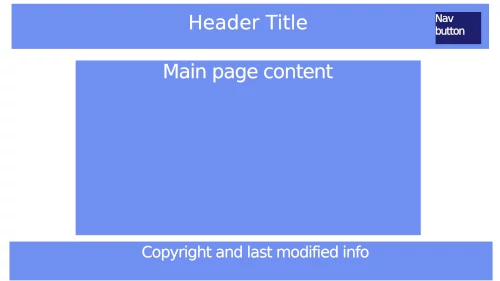 Header Title
Nav
button
Main page content
Copyright and last modified info